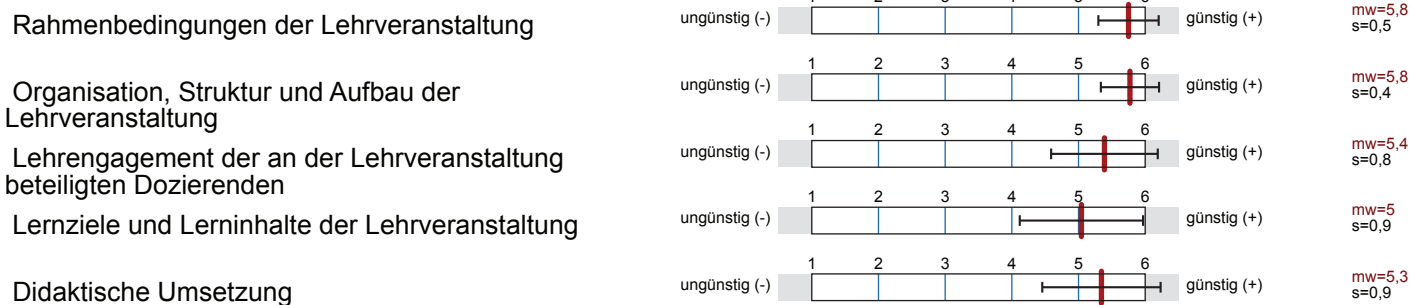 Rahmenbedingungen der Lehrveranstaltung
ungünstig (-) günstig (+) mw=5,8
s=0,5
1 2 3 4 5 6
Organisation, Struktur und Aufbau der
Lehrveranstaltung
ungünstig (-) günstig (+) mw=5,8
s=0,4
1 2 3 4 5 6
Lehrengagement der an der Lehrveranstaltung
beteiligten Dozierenden
ungünstig (-) günstig (+) mw=5,4
s=0,8
1 2 3 4 5 6
Lernziele und Lerninhalte der Lehrveranstaltung
ungünstig (-) günstig (+) mw=5
s=0,9
1 2 3 4 5 6
Didaktische Umsetzung
ungünstig (-) günstig (+) mw=5,3
s=0,9